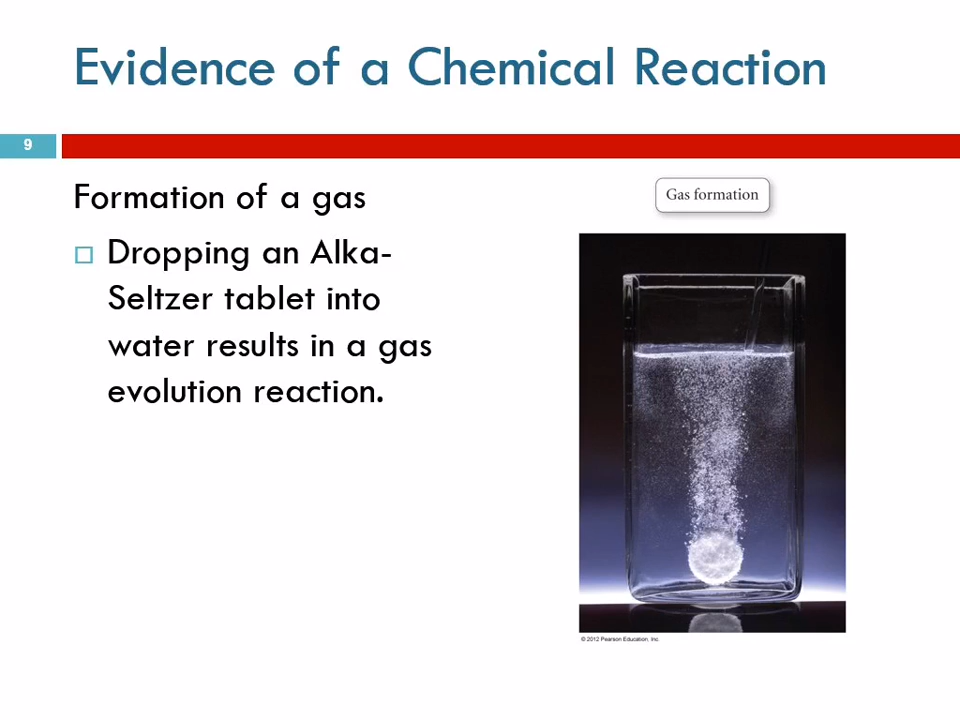 Evidence of a Chemical Reaction
9
Formation of a gas
Dropping an Alka-
Seltzer tablet into
water results in a gas
evolution reaction.
Gas formation
© 2012 Pearson Education, Inc.